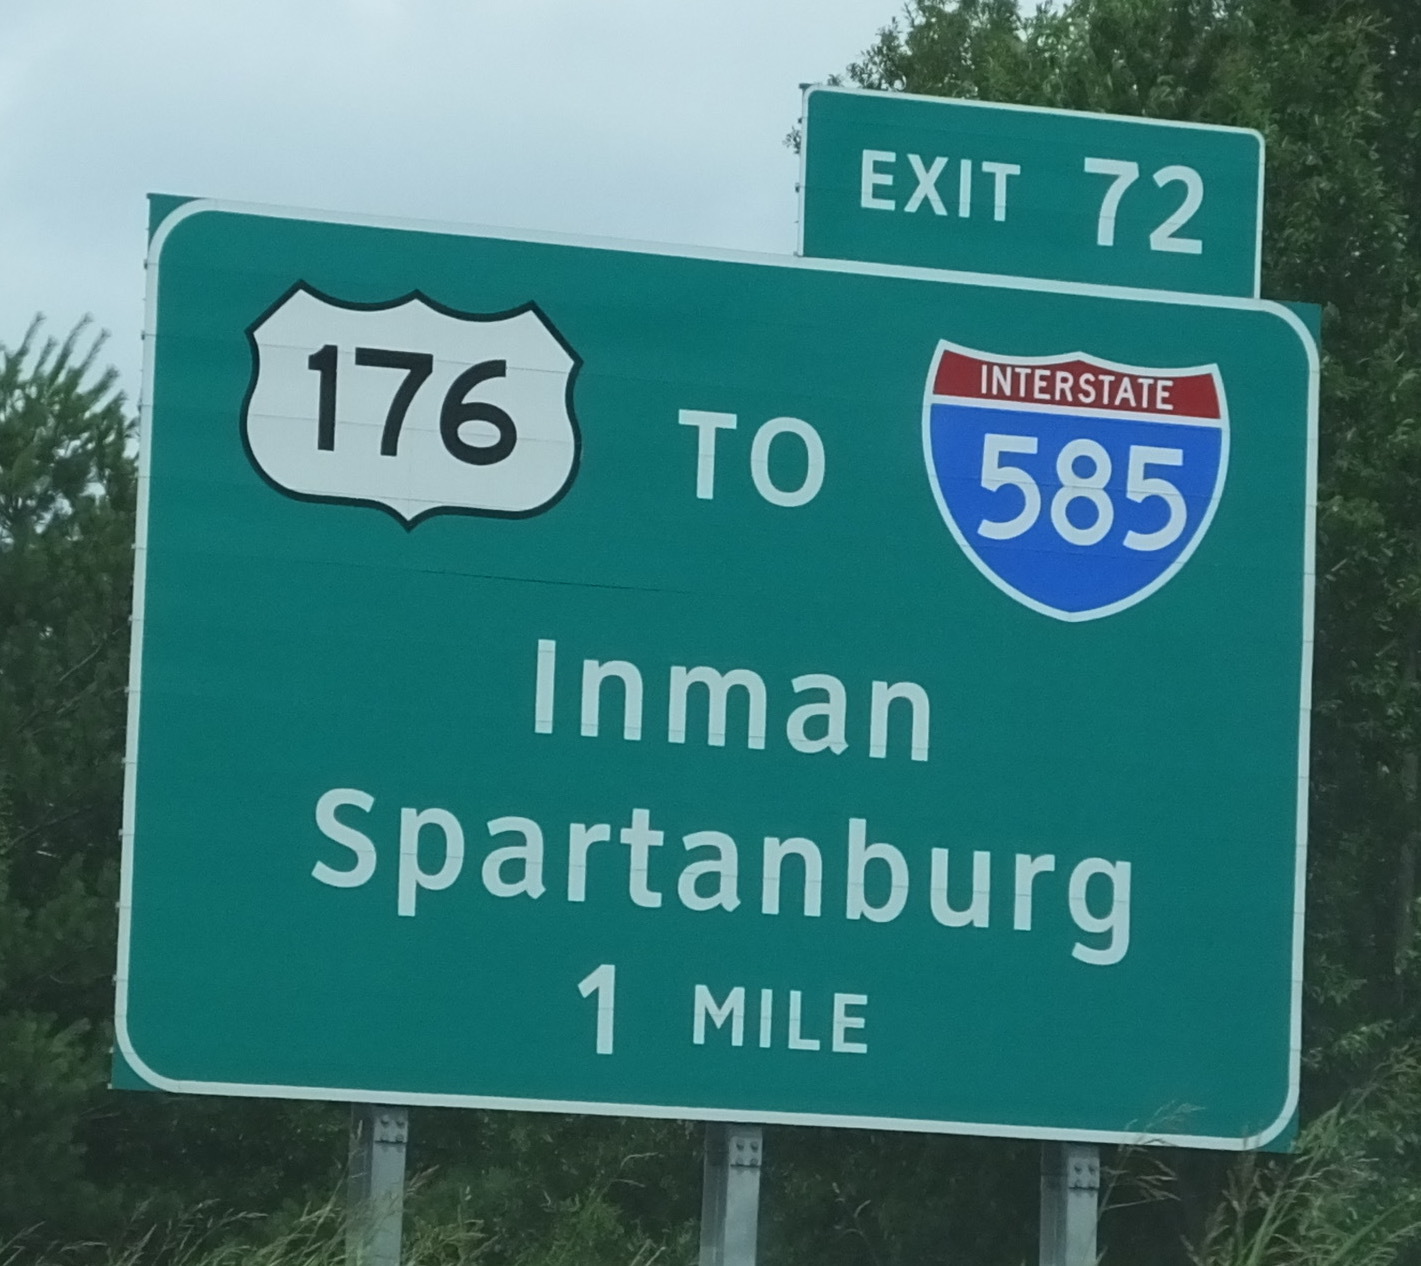 EXIT 72
176 TO INTERSTATE 585
Inman
Spartanburg
1 MILE